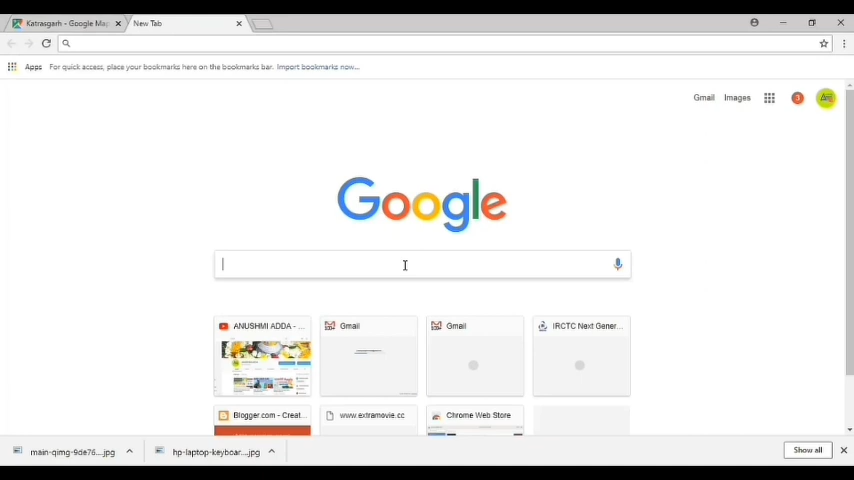 Katrasgarh - Google Map
New Tab
Apps For quick access, place your bookmarks here on the bookmarks bar. Import bookmarks now...
Gmail Images 3
Google
ANUSHMI ADDA - ...
Gmail
Gmail
IRCTC Next Gener...
Blogger.com - Creat...
www.extramovie.cc
Chrome Web Store
main-qimg-9de76....jpg
hp-laptop-keyboar....jpg
Show all